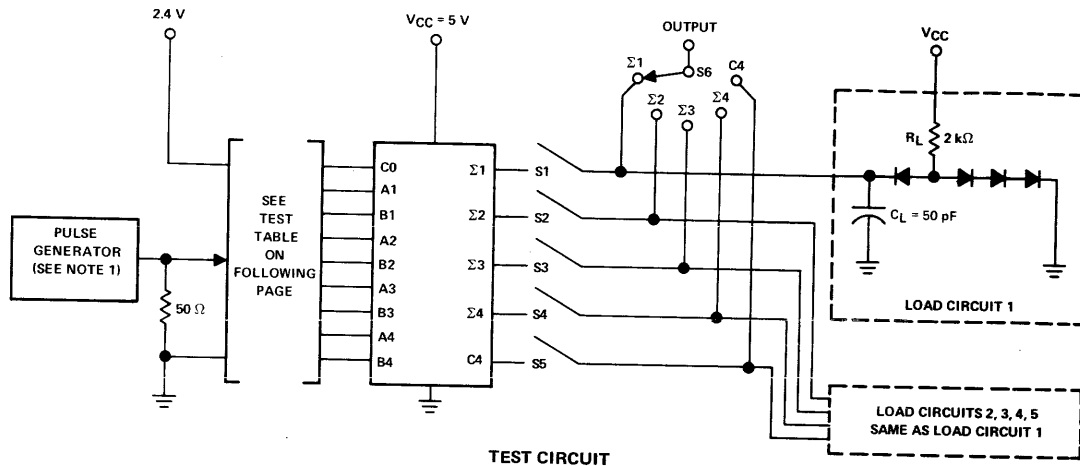 2.4 V
VCC = 5 V
OUTPUT
VCC
Σ1
S6
C4
Σ2
Σ3
Σ4
RL
2 kΩ
CL = 50 pF
LOAD CIRCUIT 1
PULSE
GENERATOR
(SEE NOTE 1)
50 Ω
SEE
TEST
TABLE
ON
FOLLOWING
PAGE
C0
A1
B1
A2
B2
A3
B3
A4
B4
Σ1
Σ2
Σ3
Σ4
C4
S1
S2
S3
S4
S5
LOAD CIRCUITS 2, 3, 4, 5
SAME AS LOAD CIRCUIT 1
TEST CIRCUIT